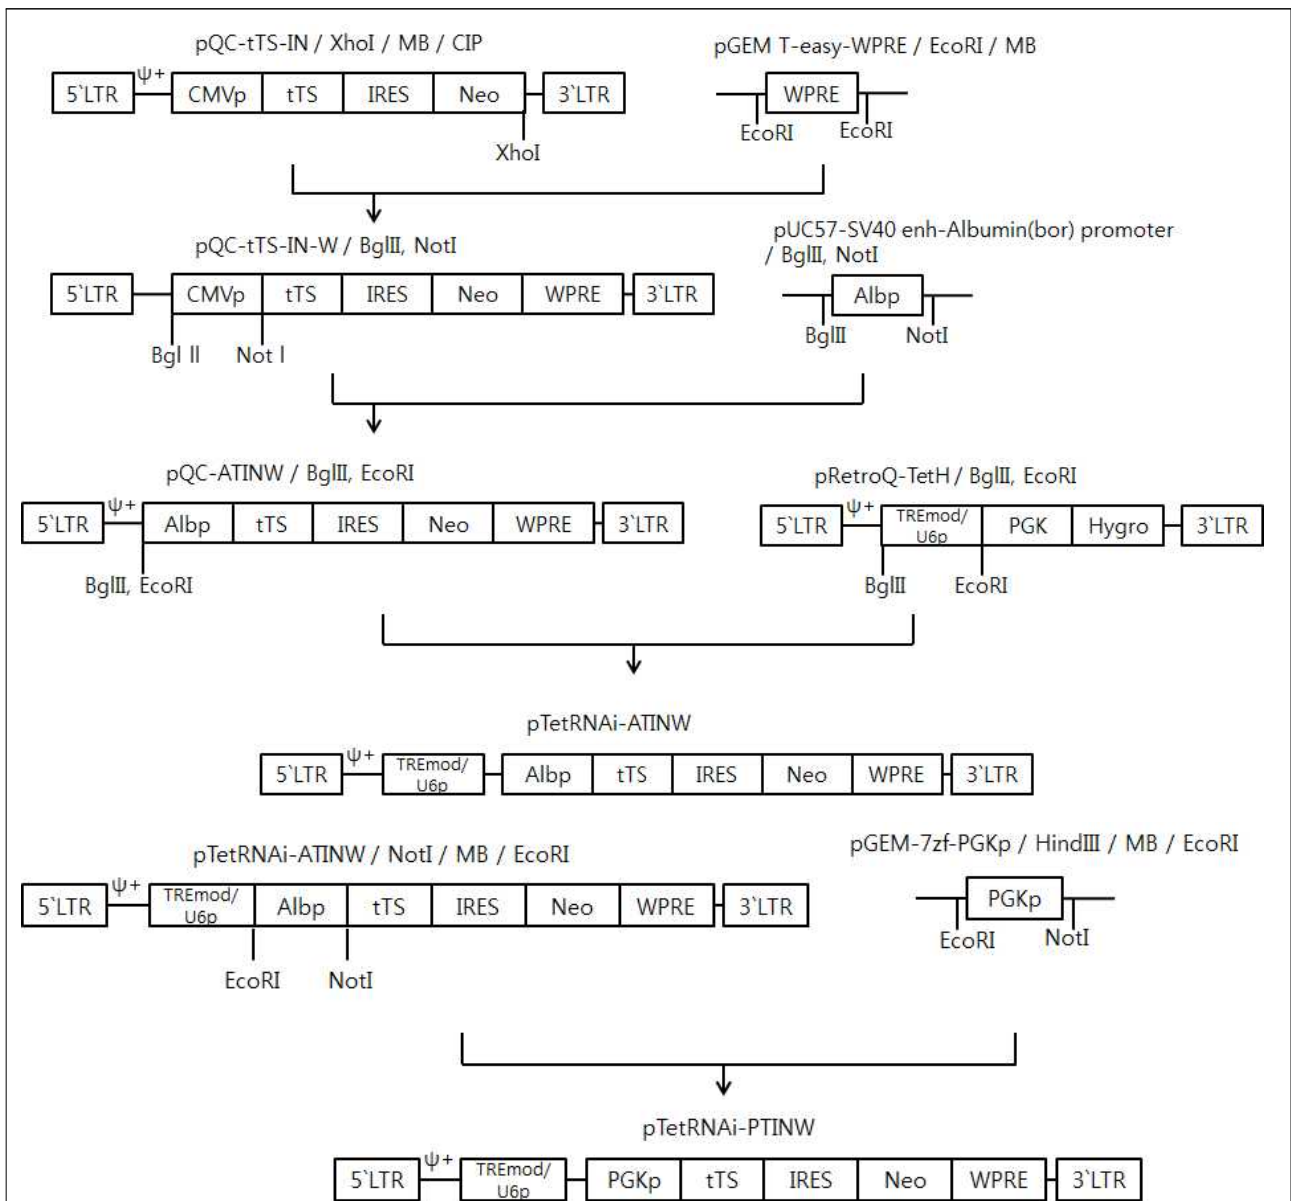 pQC-tTS-IN / XhoI / MB / CIP
pGEM T-easy-WPRE / EcoRI / MB
5`LTR ψ+ CMVp tTS IRES Neo 3`LTR
WPRE
XhoI
EcoRI EcoRI
pQC-tTS-IN-W / BglII, NotI
pUC57-SV40 enh-Albumin(bor) promoter
/ BglII, NotI
5`LTR CMVp tTS IRES Neo WPRE 3`LTR
Albp
Bgl II Not I
BglII NotI
pQC-ATINW / BglII, EcoRI
pRetroQ-TetH / BglII, EcoRI
5`LTR ψ+ Albp tTS IRES Neo WPRE 3`LTR
5`LTR ψ+ TREmod/
U6p PGK Hygro 3`LTR
BglII, EcoRI
BglII EcoRI
pTetRNAi-ATINW
5`LTR ψ+ TREmod/
U6p Albp tTS IRES Neo WPRE 3`LTR
pTetRNAi-ATINW / NotI / MB / EcoRI
pGEM-7zf-PGKp / HindIII / MB / EcoRI
5`LTR ψ+ TREmod/
U6p Albp tTS IRES Neo WPRE 3`LTR
PGKp
EcoRI NotI
EcoRI NotI
pTetRNAi-PTINW
5`LTR ψ+ TREmod/
U6p PGKp tTS IRES Neo WPRE 3`LTR